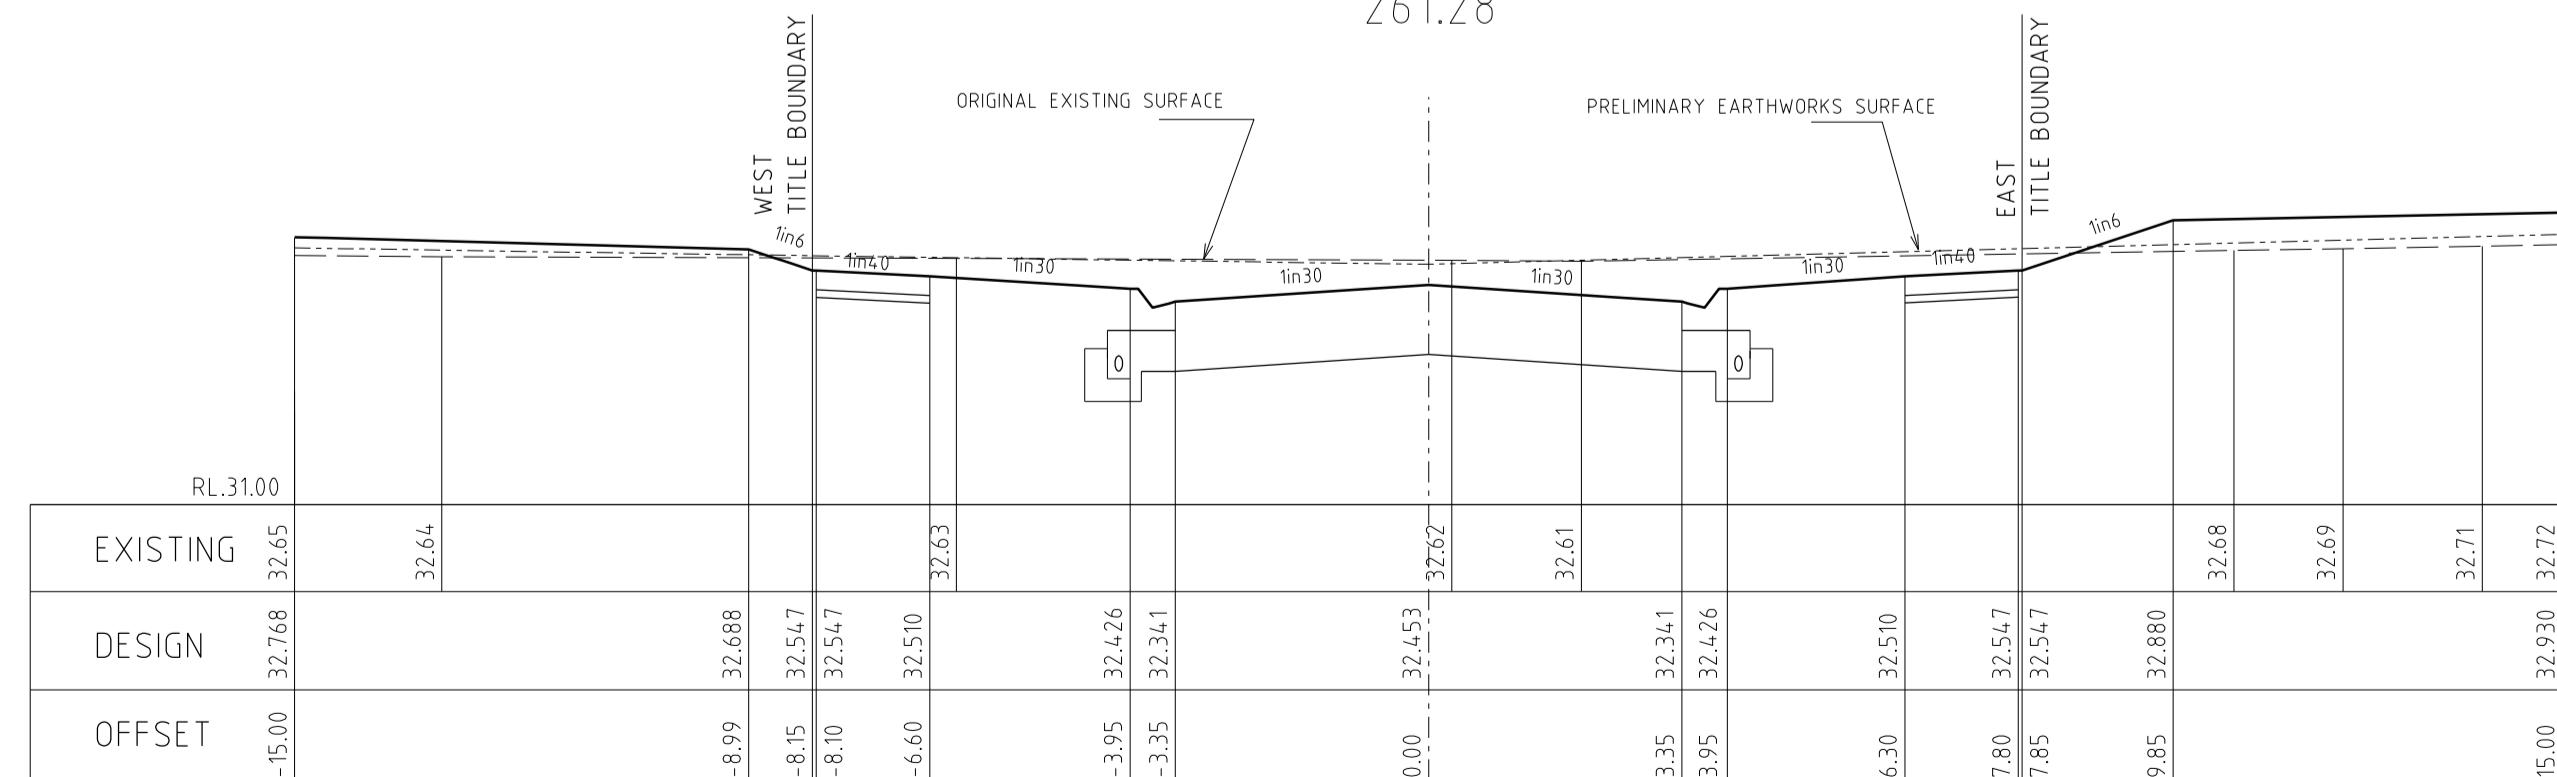 261.28
WEST
TITLE BOUNDARY
ORIGINAL EXISTING SURFACE
PRELIMINARY EARTHWORKS SURFACE
EAST
TITLE BOUNDARY
1in6
1in40
1in30
1in30
1in30
1in30
1in40
1in6
RL.31.00
EXISTING 32.65 32.64 32.63 32.62 32.61 32.68 32.69 32.71 32.72
DESIGN 32.768 32.688 32.547 32.547 32.510 32.426 32.341 32.453 32.341 32.426 32.510 32.547 32.547 32.880 32.930
OFFSET -15.00 -8.99 -8.15 -8.10 -6.60 -3.95 -3.35 0.00 3.35 3.95 6.30 7.80 7.85 9.85 15.00